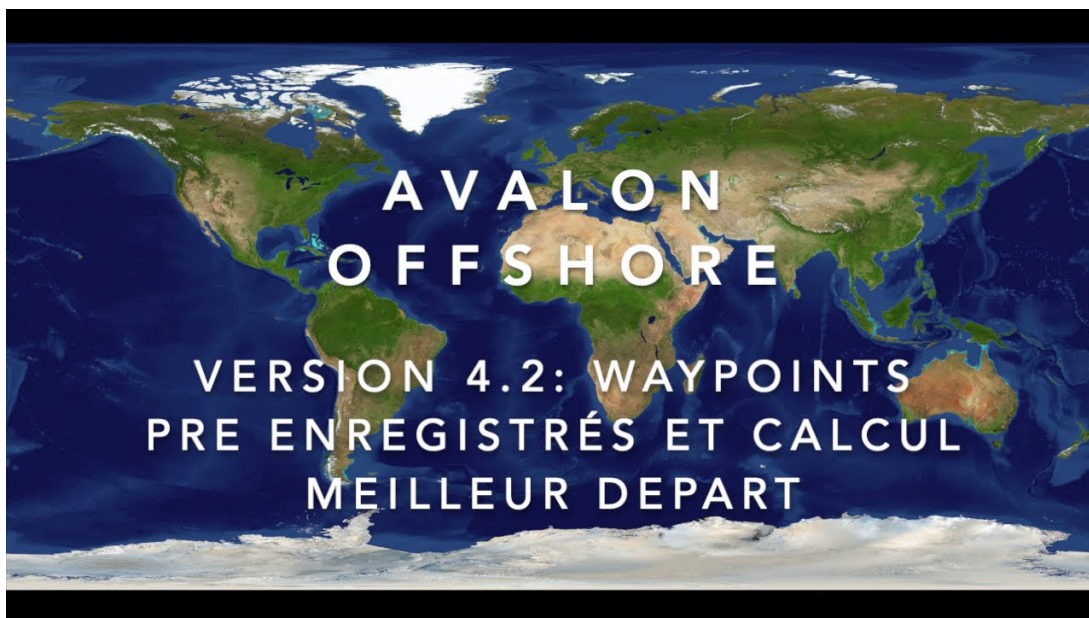 AVALON
OFFSHORE
VERSION 4.2: WAYPOINTS
PRE ENREGISTRÉS ET CALCUL
MEILLEUR DEPART